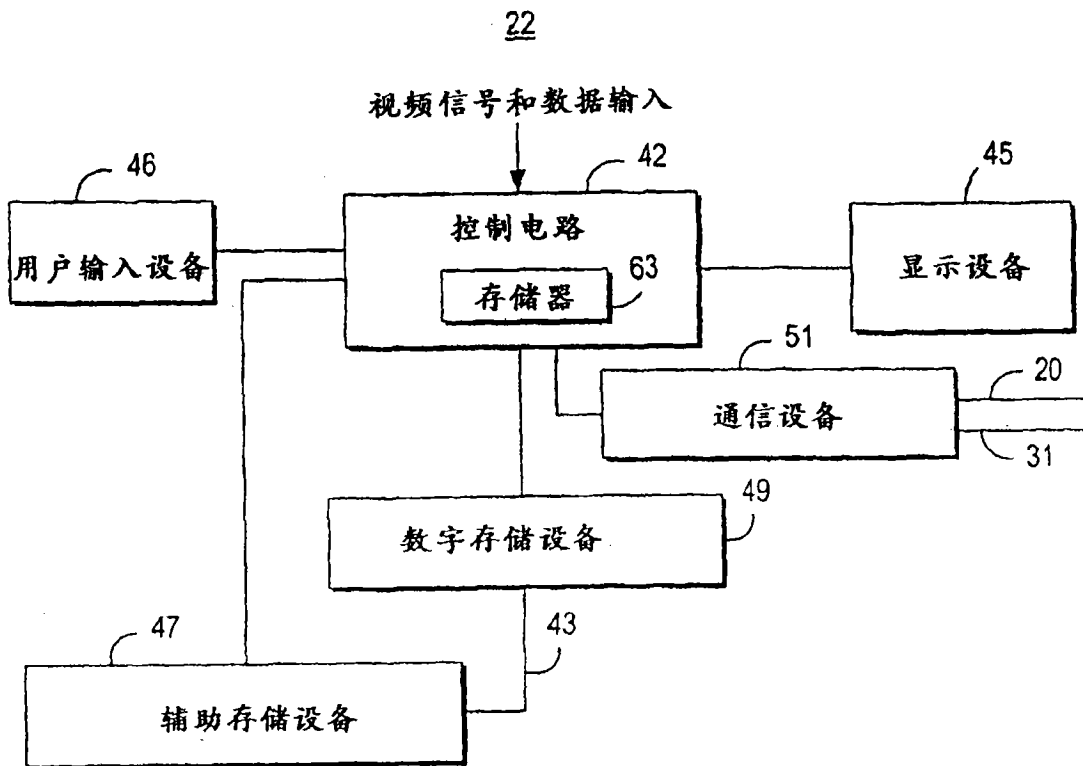 22
视频信号和数据输入
46
42
45
用户输入设备
控制电路
63
存储器
显示设备
51
20
通信设备
31
49
数字存储设备
47
43
辅助存储设备